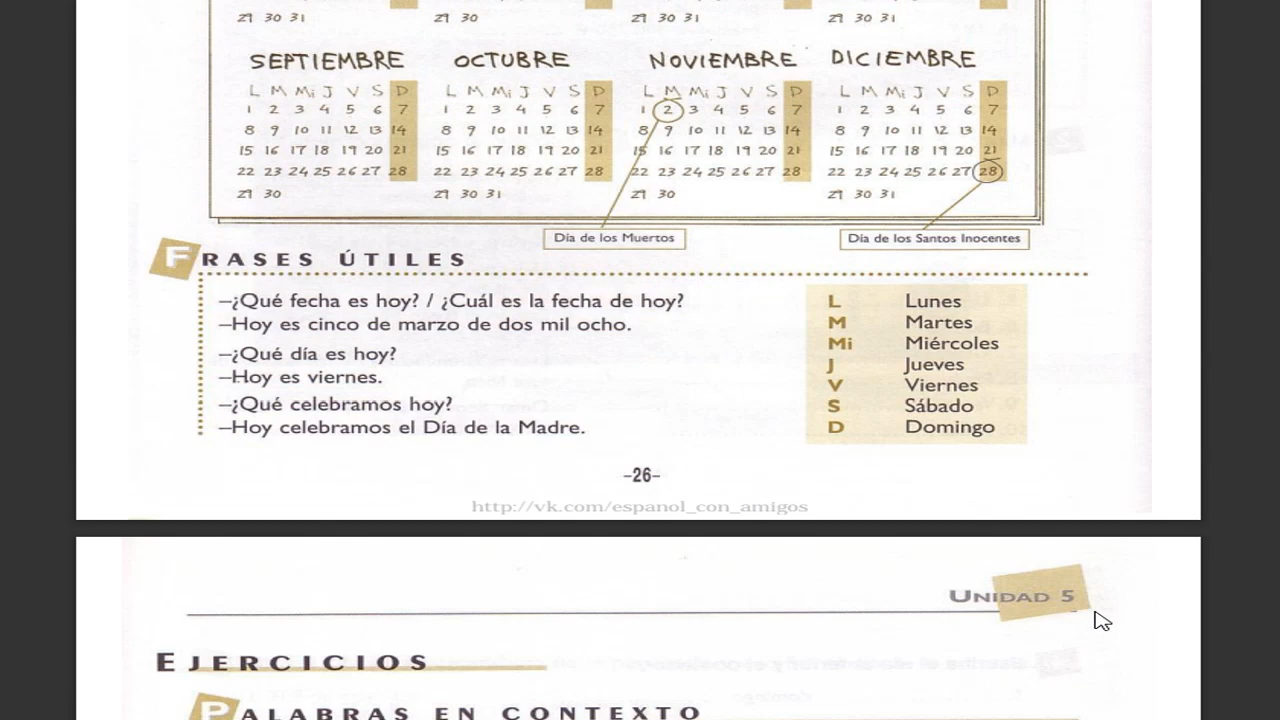 29 30 31 29 30 29 30 31 29 30 31
SEPTIEMBRE OCTUBRE NOVIEMBRE DICIEMBRE
L M Mi J V S D L M Mi J V S D L M Mi J V S D L M Mi J V S D
1 2 3 4 5 6 7 1 2 3 4 5 6 7 1 2 3 4 5 6 7 1 2 3 4 5 6 7
8 9 10 11 12 13 14 8 9 10 11 12 13 14 8 9 10 11 12 13 14 8 9 10 11 12 13 14
15 16 17 18 19 20 21 15 16 17 18 19 20 21 15 16 17 18 19 20 21 15 16 17 18 19 20 21
22 23 24 25 26 27 28 22 23 24 25 26 27 28 22 23 24 25 26 27 28 22 23 24 25 26 27 28
29 30 29 30 31 29 30 29 30 31
Día de los Muertos Día de los Santos Inocentes
FRASES ÚTILES
–¿Qué fecha es hoy? / ¿Cuál es la fecha de hoy?
–Hoy es cinco de marzo de dos mil ocho.
–¿Qué día es hoy?
–Hoy es viernes.
–¿Qué celebramos hoy?
–Hoy celebramos el Día de la Madre.
L Lunes
M Martes
Mi Miércoles
J Jueves
V Viernes
S Sábado
D Domingo
–26–
http://vk.com/espanol_con_amigos
UNIDAD 5
EJERCICIOS
PALABRAS EN CONTEXTO